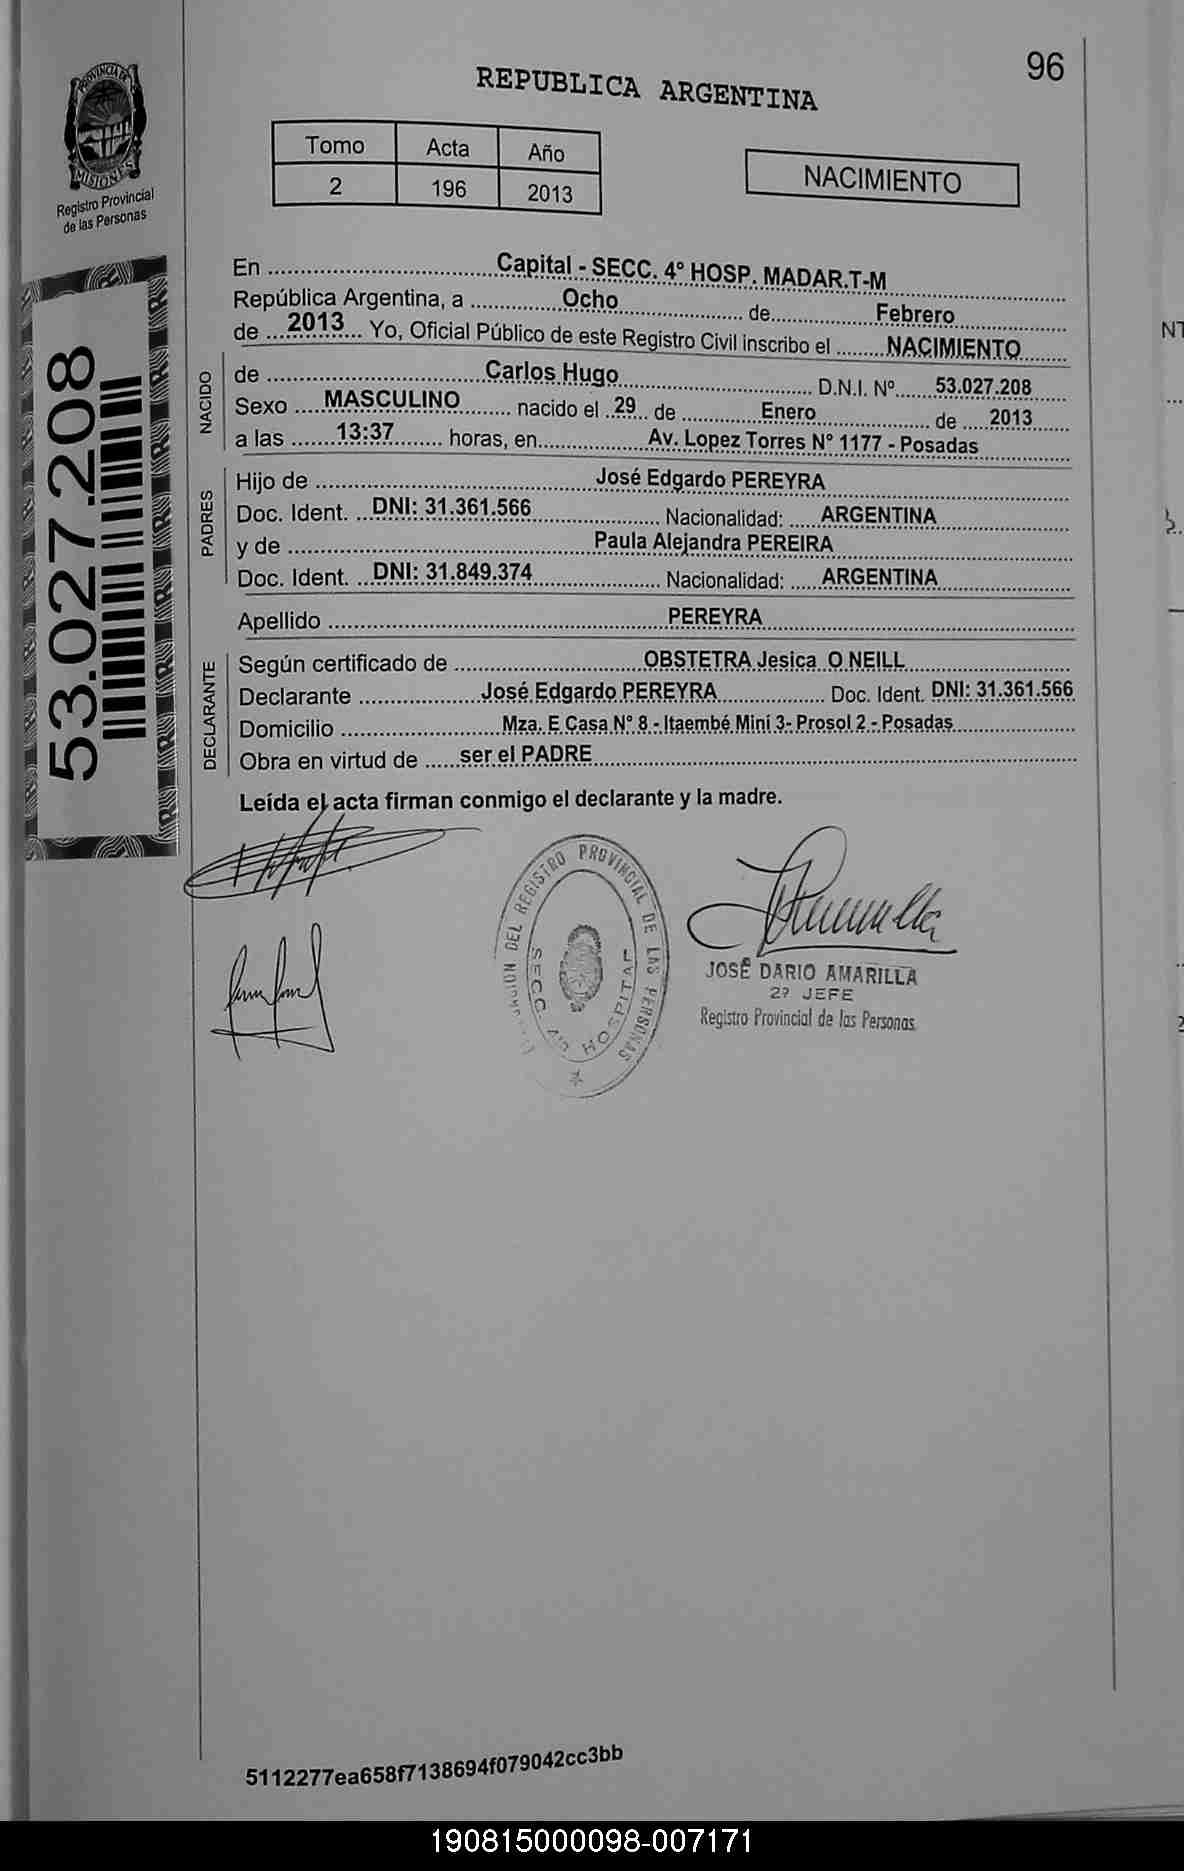 96
REPUBLICA ARGENTINA
PROVINCIA DE
MISIONES
Registro Provincial
de las Personas
Tomo Acta Año
2 196 2013
NACIMIENTO
53.027.208
En ..... Capital - SECC. 4° HOSP. MADAR.T-M
República Argentina, a ..... Ocho ..... de ..... Febrero
de ... 2013 ... Yo, Oficial Público de este Registro Civil inscribo el ..... NACIMIENTO
NACIDO
de ..... Carlos Hugo ..... D.N.I. Nº ..... 53.027.208
Sexo .... MASCULINO ..... nacido el .. 29 .. de ..... Enero ..... de .... 2013
a las ..... 13:37 ..... horas, en ..... Av. Lopez Torres N° 1177 - Posadas
PADRES
Hijo de ..... José Edgardo PEREYRA
Doc. Ident. .. DNI: 31.361.566 ..... Nacionalidad: ..... ARGENTINA
y de ..... Paula Alejandra PEREIRA
Doc. Ident. .. DNI: 31.849.374 ..... Nacionalidad: ..... ARGENTINA
Apellido ..... PEREYRA
DECLARANTE
Según certificado de ..... OBSTETRA Jesica O NEILL
Declarante ..... José Edgardo PEREYRA ..... Doc. Ident. DNI: 31.361.566
Domicilio ..... Mza. E Casa N° 8 - Itaembé Miní 3- Prosol 2 - Posadas
Obra en virtud de ..... ser el PADRE
Leída el acta firman conmigo el declarante y la madre.
DEL REGISTRO PROVINCIAL DE LAS PERSONAS
SECC. HOSPITAL
JOSÉ DARIO AMARILLA
2º JEFE
Registro Provincial de las Personas
5112277ea658f7138694f079042cc3bb
190815000098-007171